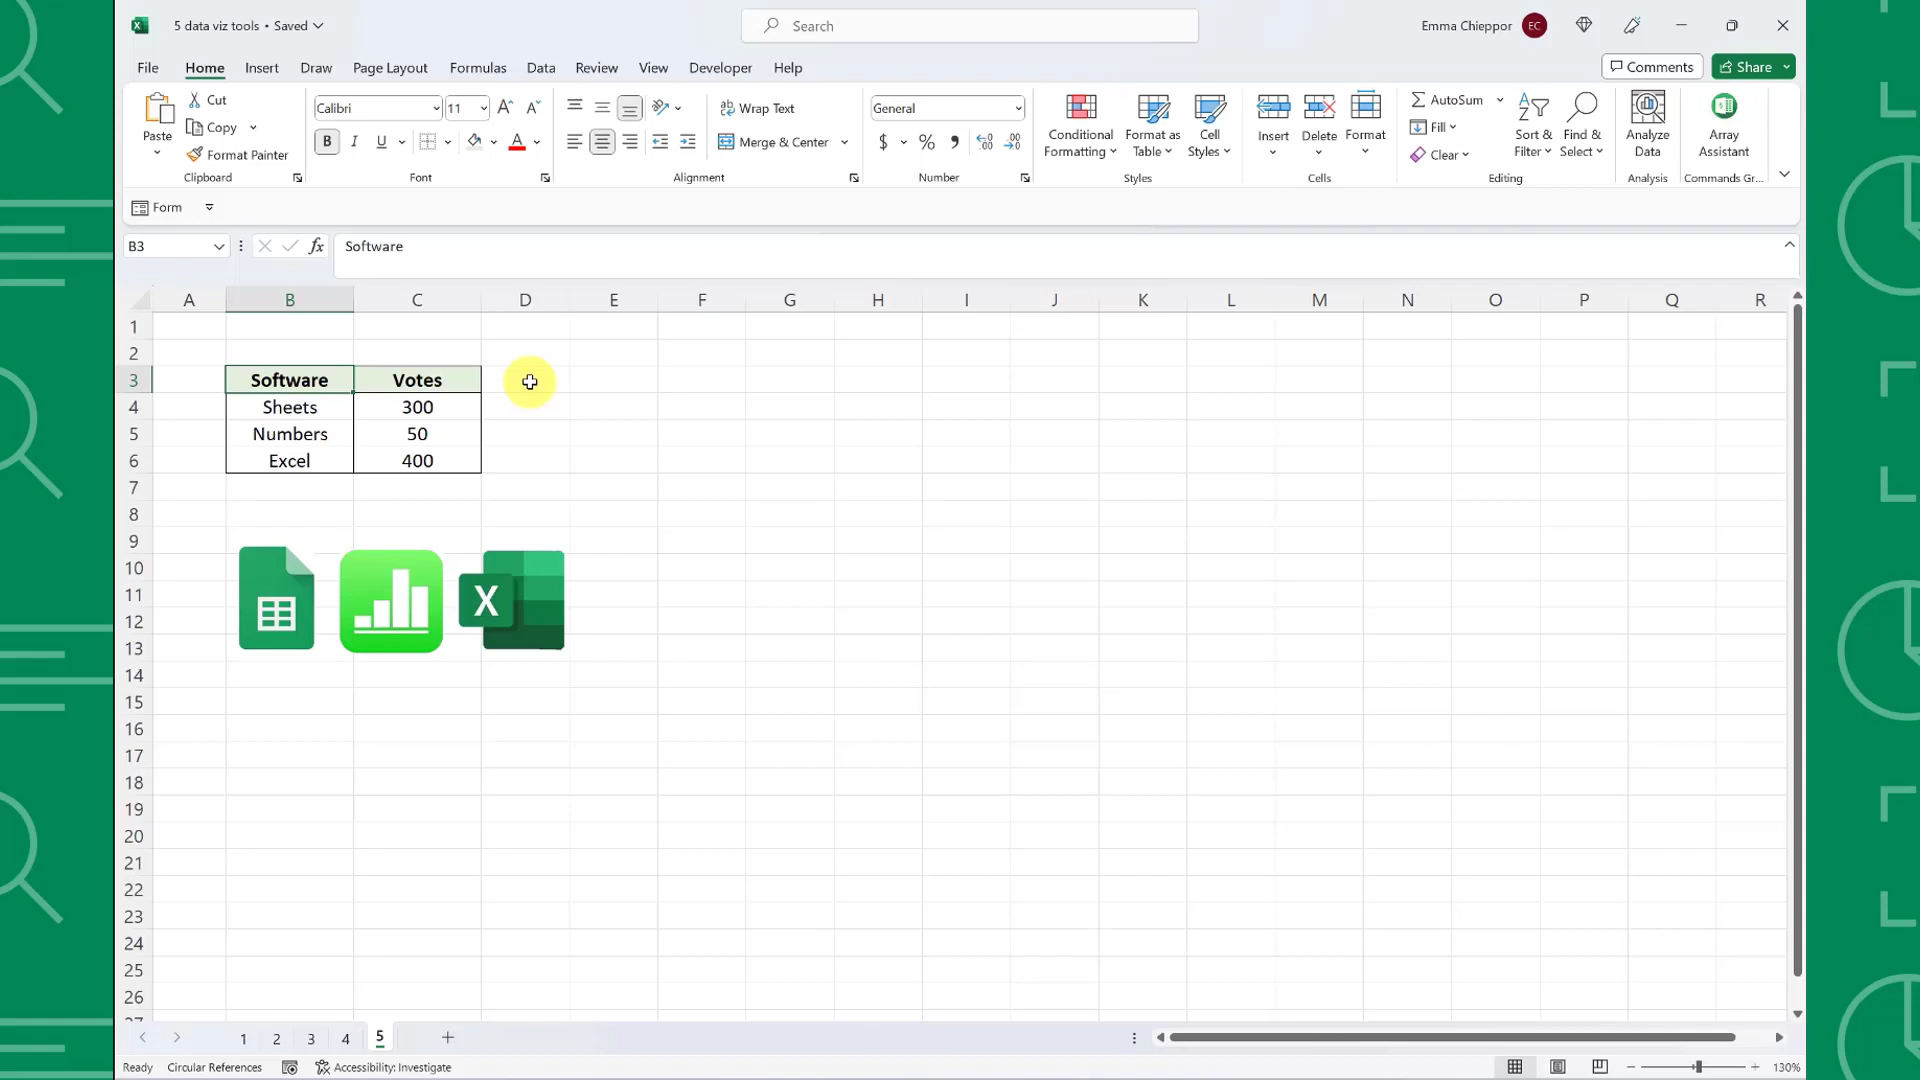 5 data viz tools • Saved
Search
Emma Chieppor EC
File Home Insert Draw Page Layout Formulas Data Review View Developer Help
Comments Share
Paste
Cut
Copy
Format Painter
Clipboard
Calibri 11
B I U
Font
Wrap Text
Merge & Center
Alignment
General
$ % 
Number
Conditional Formatting
Format as Table
Cell Styles
Styles
Insert Delete Format
Cells
AutoSum
Fill
Clear
Sort & Filter
Find & Select
Editing
Analyze Data
Analysis
Array Assistant
Commands Gr...
Form
B3 fx Software
A B C D E F G H I J K L M N O P Q R
1
2
3 Software Votes
4 Sheets 300
5 Numbers 50
6 Excel 400
7
8
9
10
11 X
12
13
14
15
16
17
18
19
20
21
22
23
24
25
26
1 2 3 4 5
Ready Circular References Accessibility: Investigate 130%